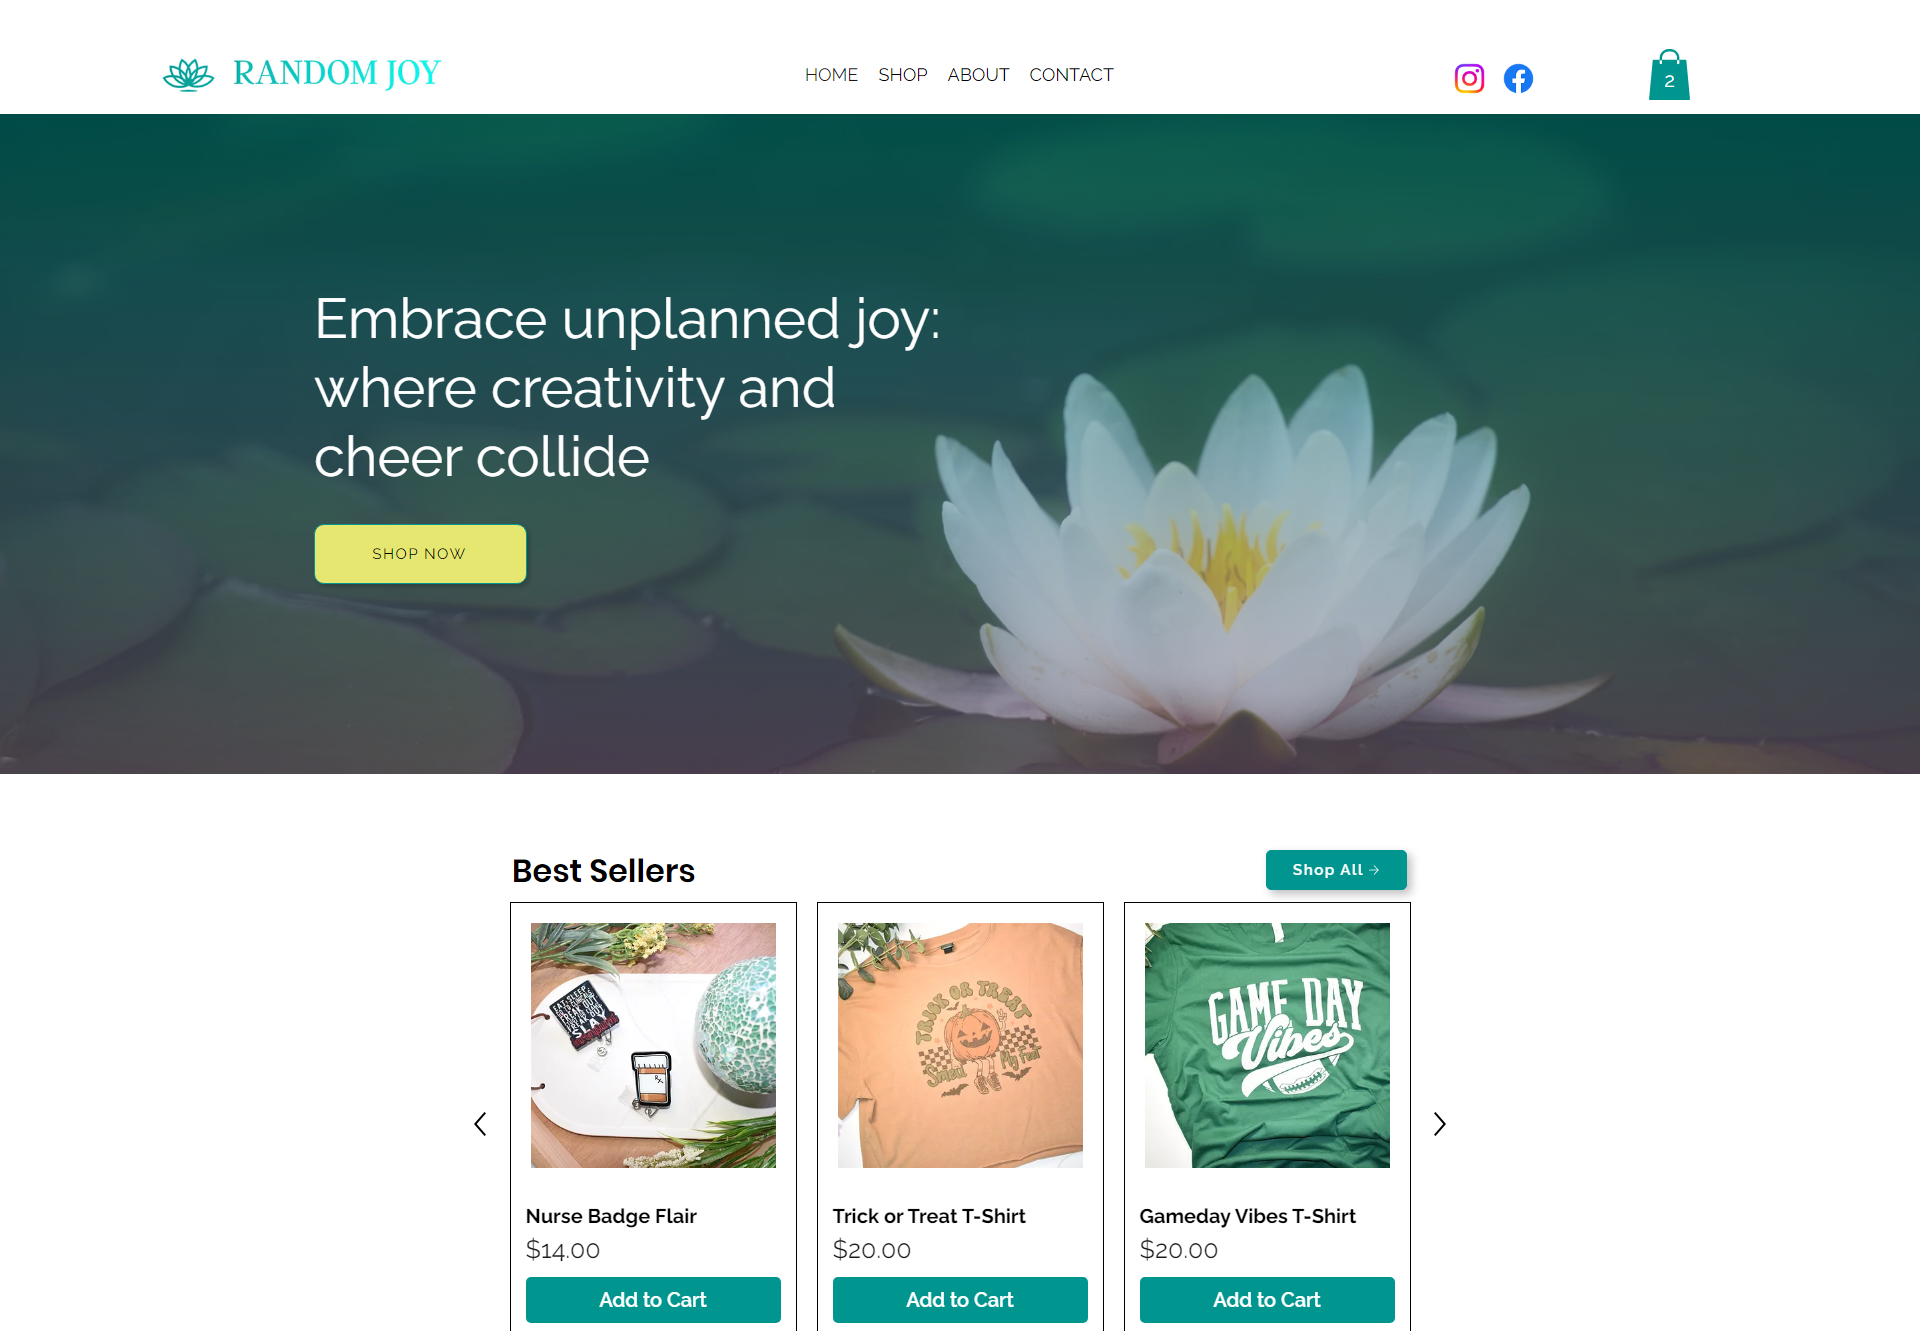 RANDOM JOY
HOME SHOP ABOUT CONTACT
2
Embrace unplanned joy:
where creativity and
cheer collide
SHOP NOW
Best Sellers
Shop All
SLAY
Rx
TRICK OR TREAT
Smell My Feet
GAME DAY
Vibes
Nurse Badge Flair
$14.00
Add to Cart
Trick or Treat T-Shirt
$20.00
Add to Cart
Gameday Vibes T-Shirt
$20.00
Add to Cart